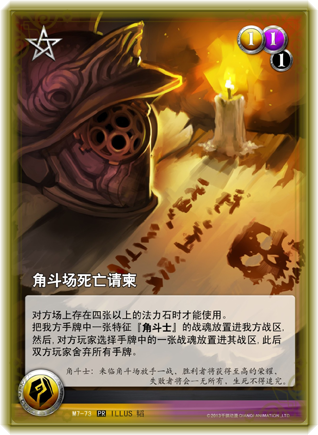 1 1
1
角斗场死亡请柬
对方场上存在四张以上的法力石时才能使用。
把我方手牌中一张特征『角斗士』的战魂放置进我方战区,
然后, 对方玩家选择手牌中的一张战魂放置进其战区, 此后
双方玩家舍弃所有手牌。
角斗士: 来临角斗场放手一战, 胜利者将获得至高的荣耀,
失败者将会一无所有, 生死不得逆究。
M7-73 PR ILLUS 韬